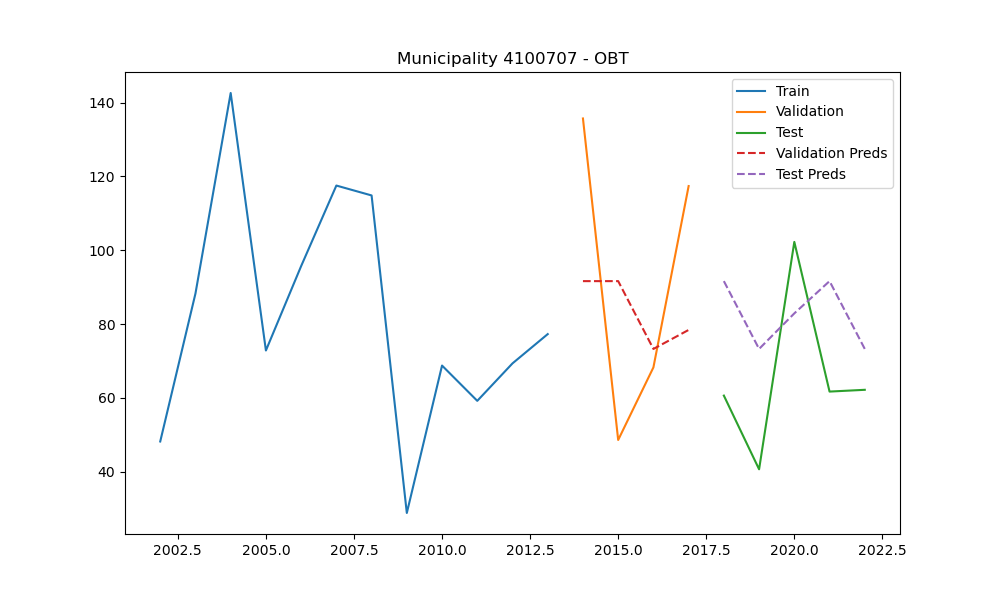 Municipality 4100707 - OBT
Train
Validation
Test
Validation Preds
Test Preds
140
120
100
80
60
40
2002.5 2005.0 2007.5 2010.0 2012.5 2015.0 2017.5 2020.0 2022.5